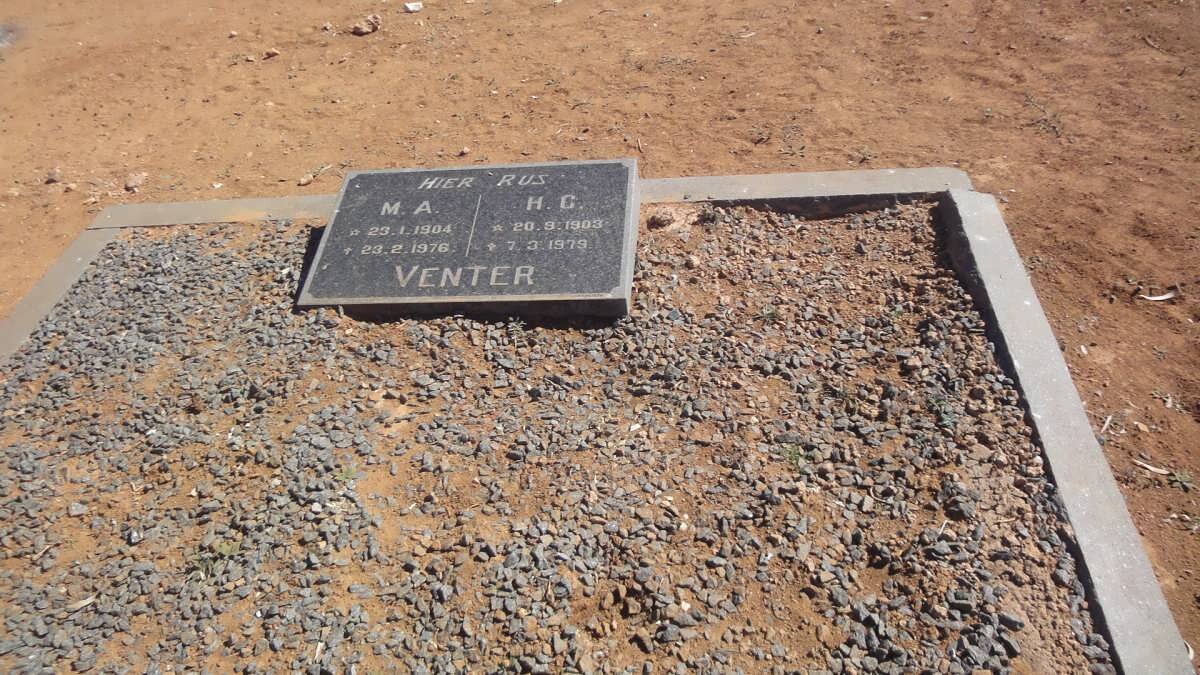 HIER RUS
M.A. H.C.
☆ 23.1.1904 ☆ 20.9.1903
✝ 23.2.1976 ✝ 7.3.1979
VENTER